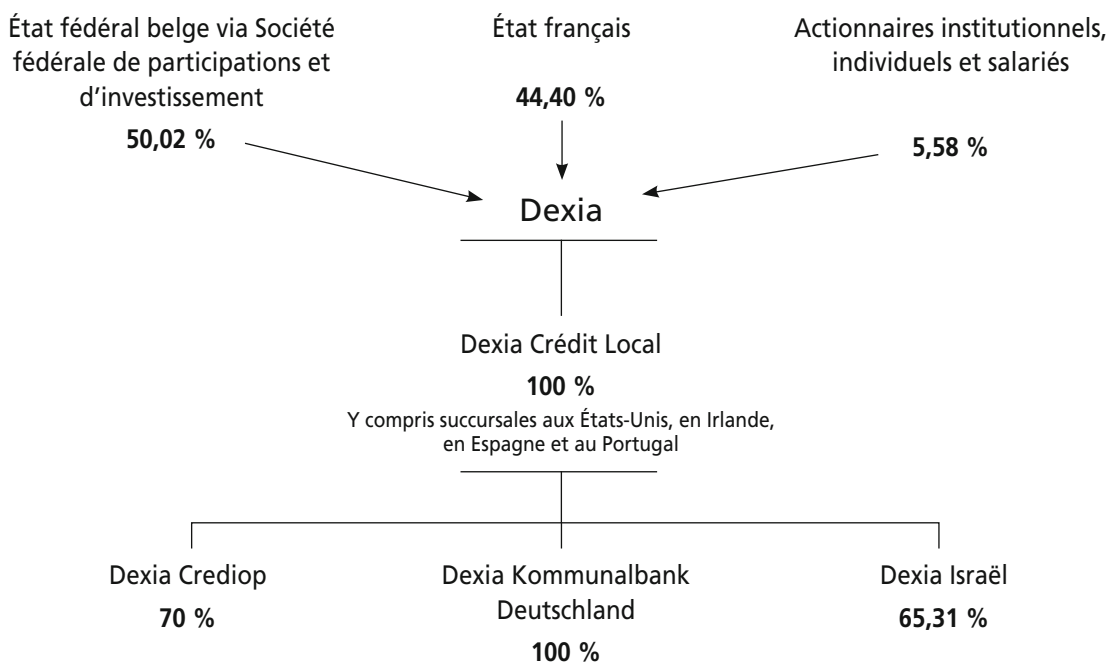 État fédéral belge via Société
fédérale de participations et
d’investissement
50,02 %
État français
44,40 %
Actionnaires institutionnels,
individuels et salariés
5,58 %
Dexia
Dexia Crédit Local
100 %
Y compris succursales aux États-Unis, en Irlande,
en Espagne et au Portugal
Dexia Crediop
70 %
Dexia Kommunalbank
Deutschland
100 %
Dexia Israël
65,31 %